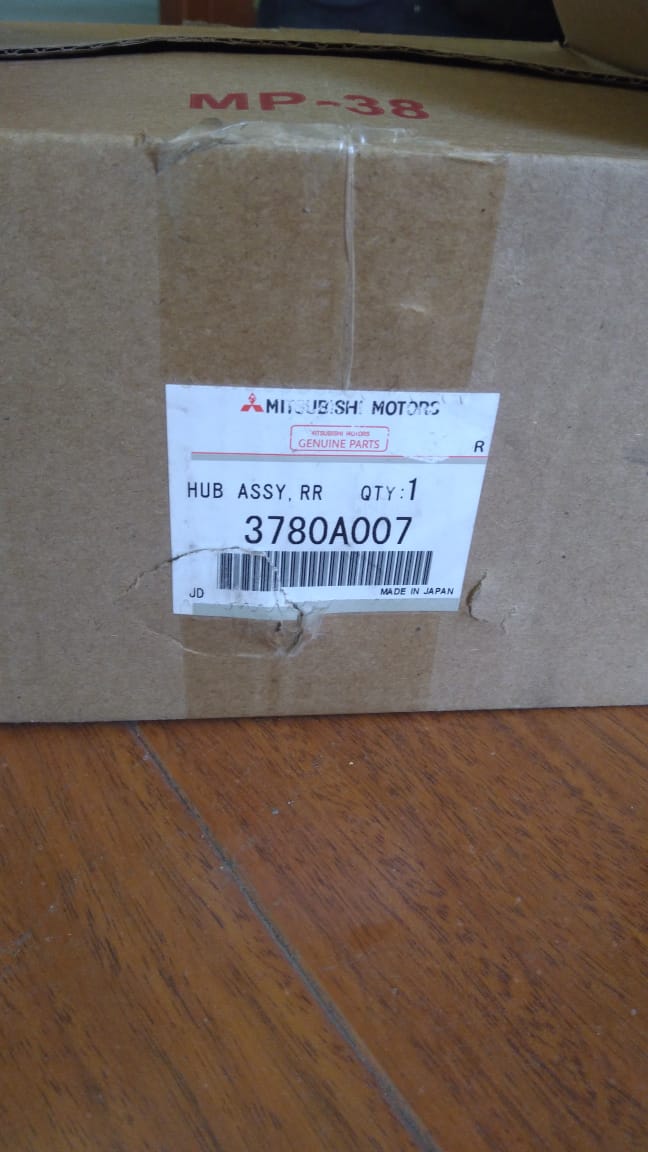 MP-38
MITSUBISHI MOTORS
MITSUBISHI MOTORS
GENUINE PARTS
R
HUB ASSY,RR QTY:1
3780A007
JD MADE IN JAPAN